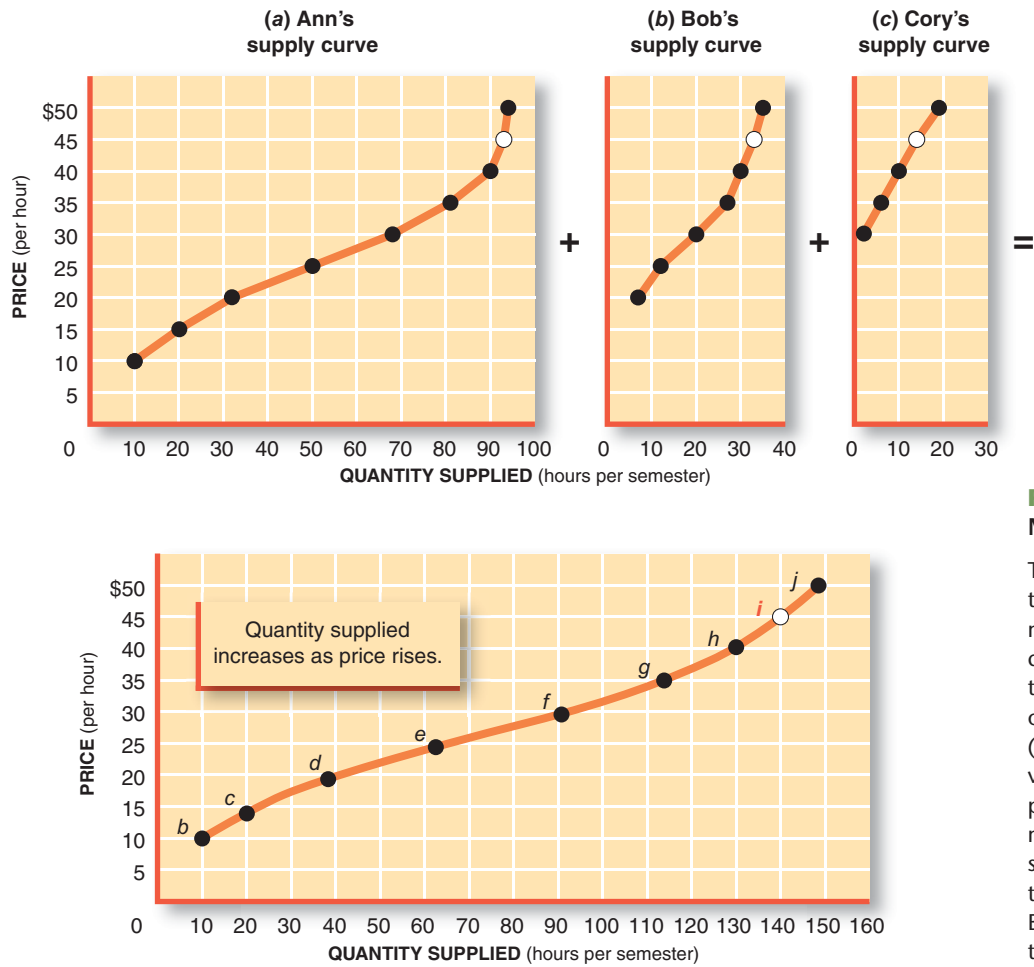 (a) Ann's
supply curve
(b) Bob's
supply curve
(c) Cory's
supply curve
PRICE (per hour)
$50
45
40
35
30
25
20
15
10
5
0 10 20 30 40 50 60 70 80 90 100
+
0 10 20 30 40
+
0 10 20 30
=
QUANTITY SUPPLIED (hours per semester)
PRICE (per hour)
$50
45
40
35
30
25
20
15
10
5
0 10 20 30 40 50 60 70 80 90 100 110 120 130 140 150 160
QUANTITY SUPPLIED (hours per semester)
Quantity supplied
increases as price rises.
b
c
d
e
f
g
h
i
j